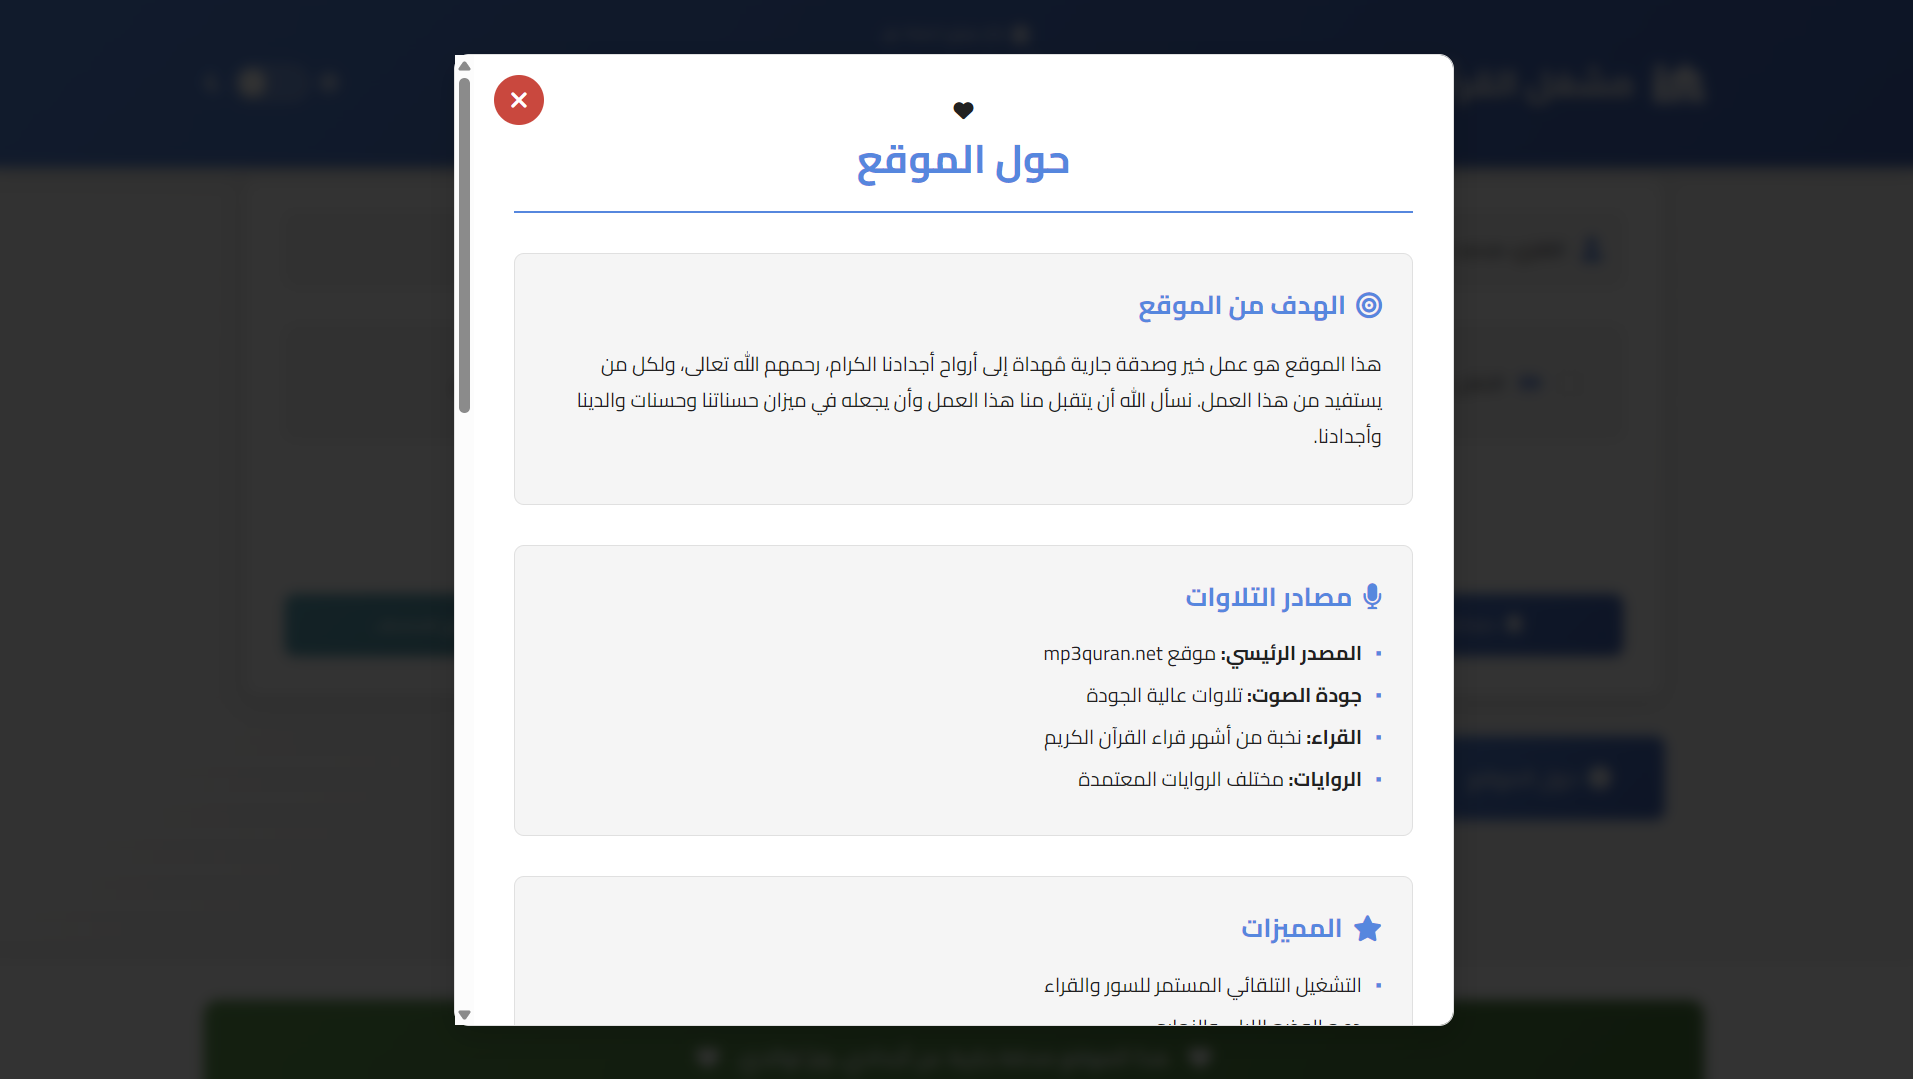 حول الموقع
الهدف من الموقع
هذا الموقع هو عمل خير وصدقة جارية مُهداة إلى أرواح أجدادنا الكرام، رحمهم الله تعالى، ولكل من
يستفيد من هذا العمل. نسأل الله أن يتقبل منا هذا العمل وأن يجعله في ميزان حسناتنا وحسنات والدينا
وأجدادنا.
مصادر التلاوات
▪ المصدر الرئيسي: موقع mp3quran.net
▪ جودة الصوت: تلاوات عالية الجودة
▪ القراء: نخبة من أشهر قراء القرآن الكريم
▪ الروايات: مختلف الروايات المعتمدة
المميزات
▪ التشغيل التلقائي المستمر للسور والقراء